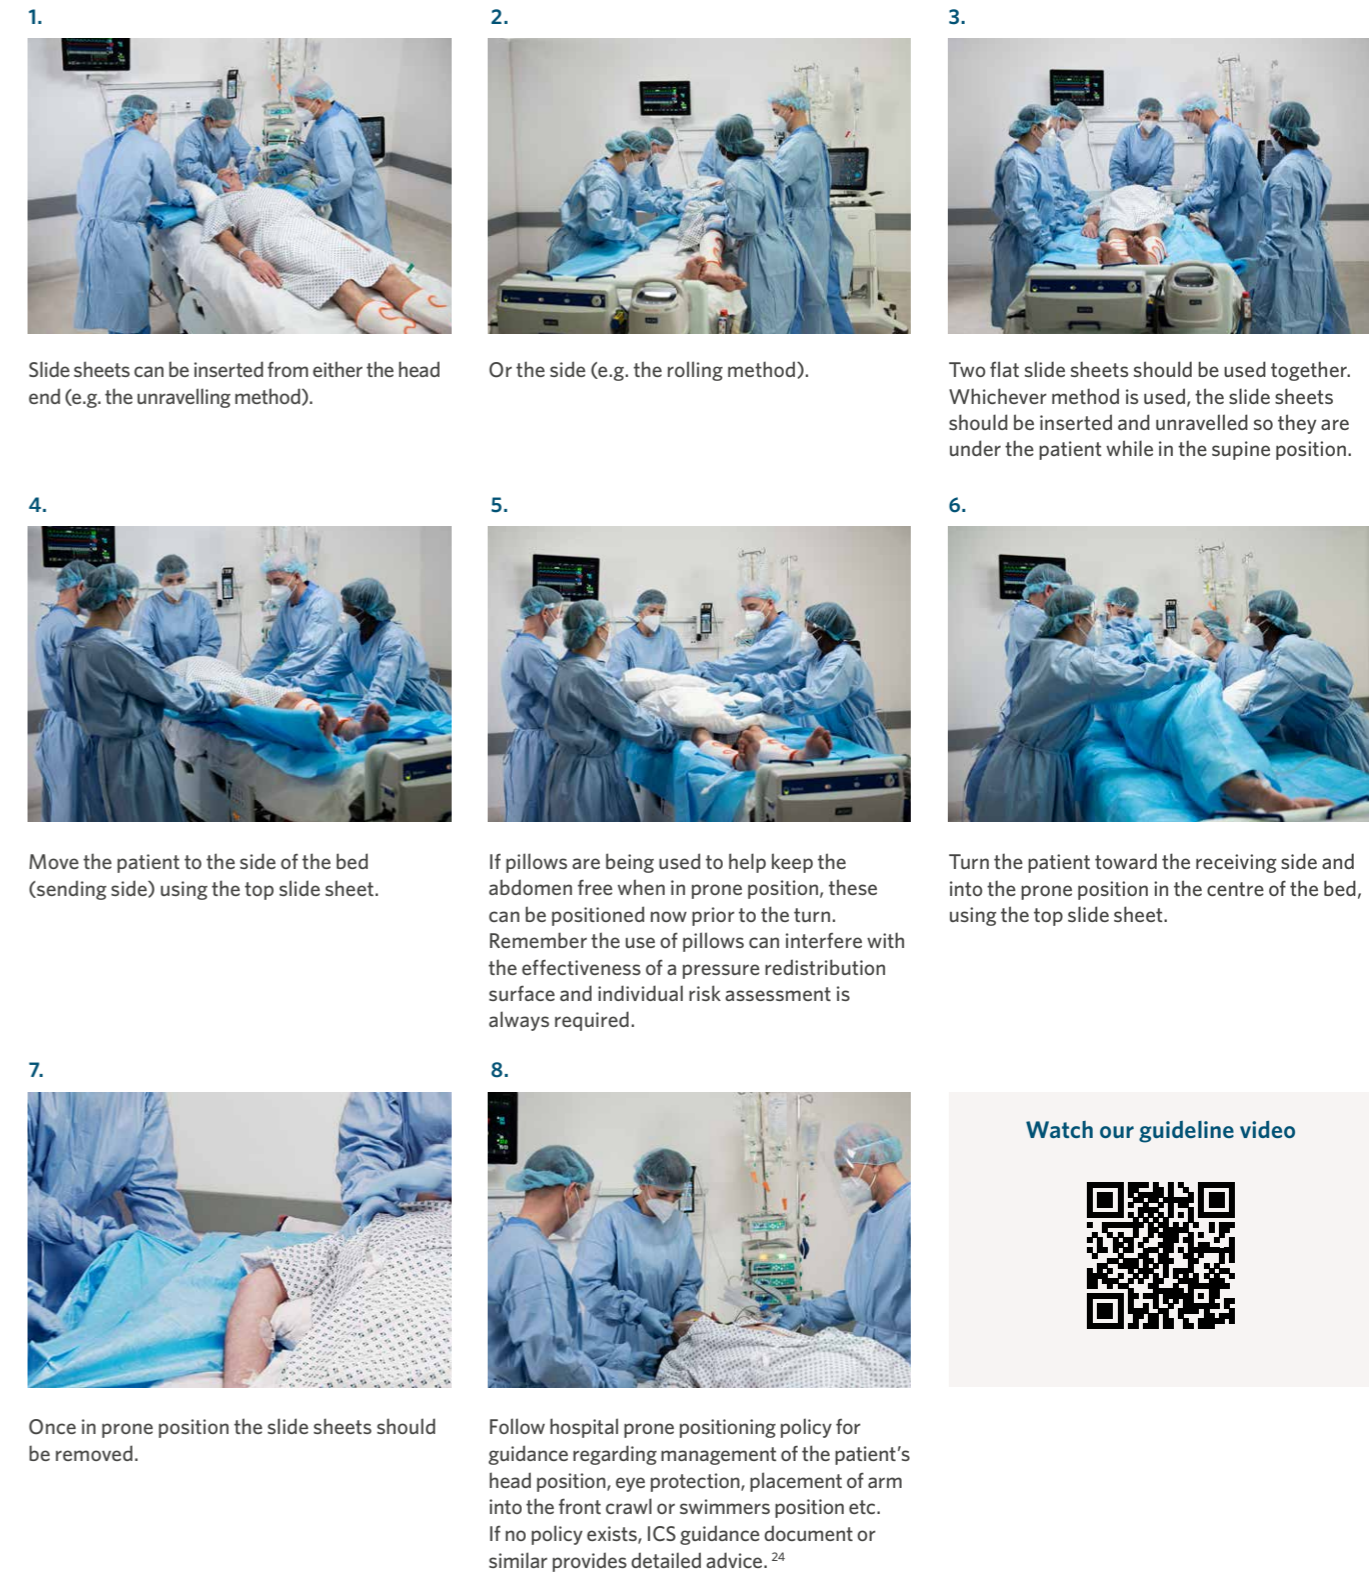 1.
Slide sheets can be inserted from either the head
end (e.g. the unravelling method).
2.
Or the side (e.g. the rolling method).
3.
Two flat slide sheets should be used together.
Whichever method is used, the slide sheets
should be inserted and unravelled so they are
under the patient while in the supine position.
4.
Move the patient to the side of the bed
(sending side) using the top slide sheet.
5.
If pillows are being used to help keep the
abdomen free when in prone position, these
can be positioned now prior to the turn.
Remember the use of pillows can interfere with
the effectiveness of a pressure redistribution
surface and individual risk assessment is
always required.
6.
Turn the patient toward the receiving side and
into the prone position in the centre of the bed,
using the top slide sheet.
7.
Once in prone position the slide sheets should
be removed.
8.
Follow hospital prone positioning policy for
guidance regarding management of the patient’s
head position, eye protection, placement of arm
into the front crawl or swimmers position etc.
If no policy exists, ICS guidance document or
similar provides detailed advice. 24
Watch our guideline video